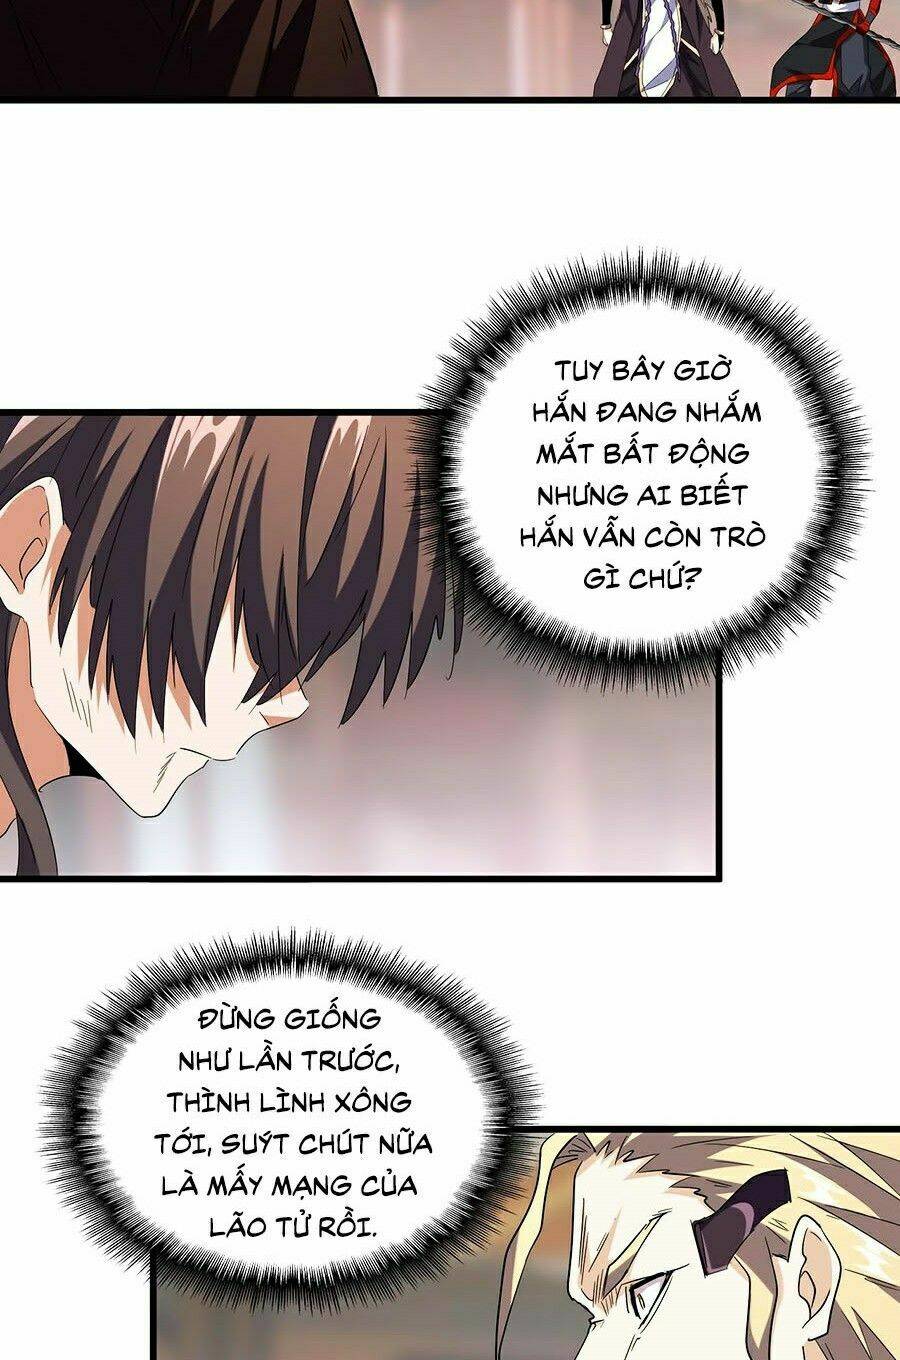 TUY BÂY GIỜ
HẮN ĐANG NHẮM
MẮT BẤT ĐỘNG
NHƯNG AI BIẾT
HẮN VẪN CÒN TRÒ
GÌ CHỨ?
ĐỪNG GIỐNG
NHƯ LẦN TRƯỚC,
THÌNH LÌNH XÔNG
TỚI, SUÝT CHÚT NỮA
LÀ MẤY MẠNG CỦA
LÃO TỬ RỒI.